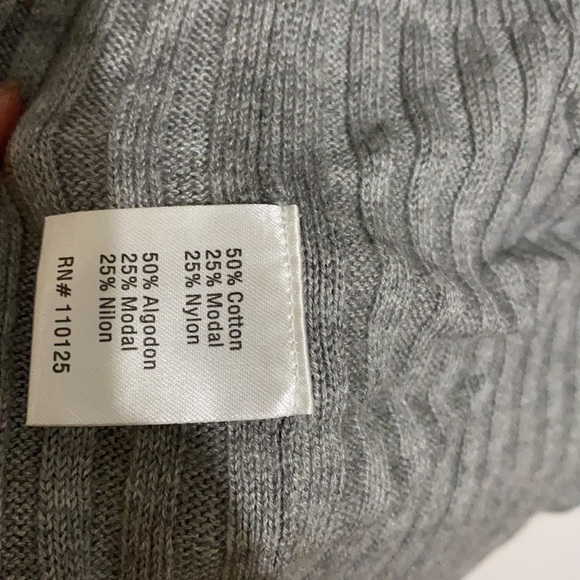 50% Cotton
25% Modal
25% Nylon
50% Algodon
25% Modal
25% Nilon
RN# 110125